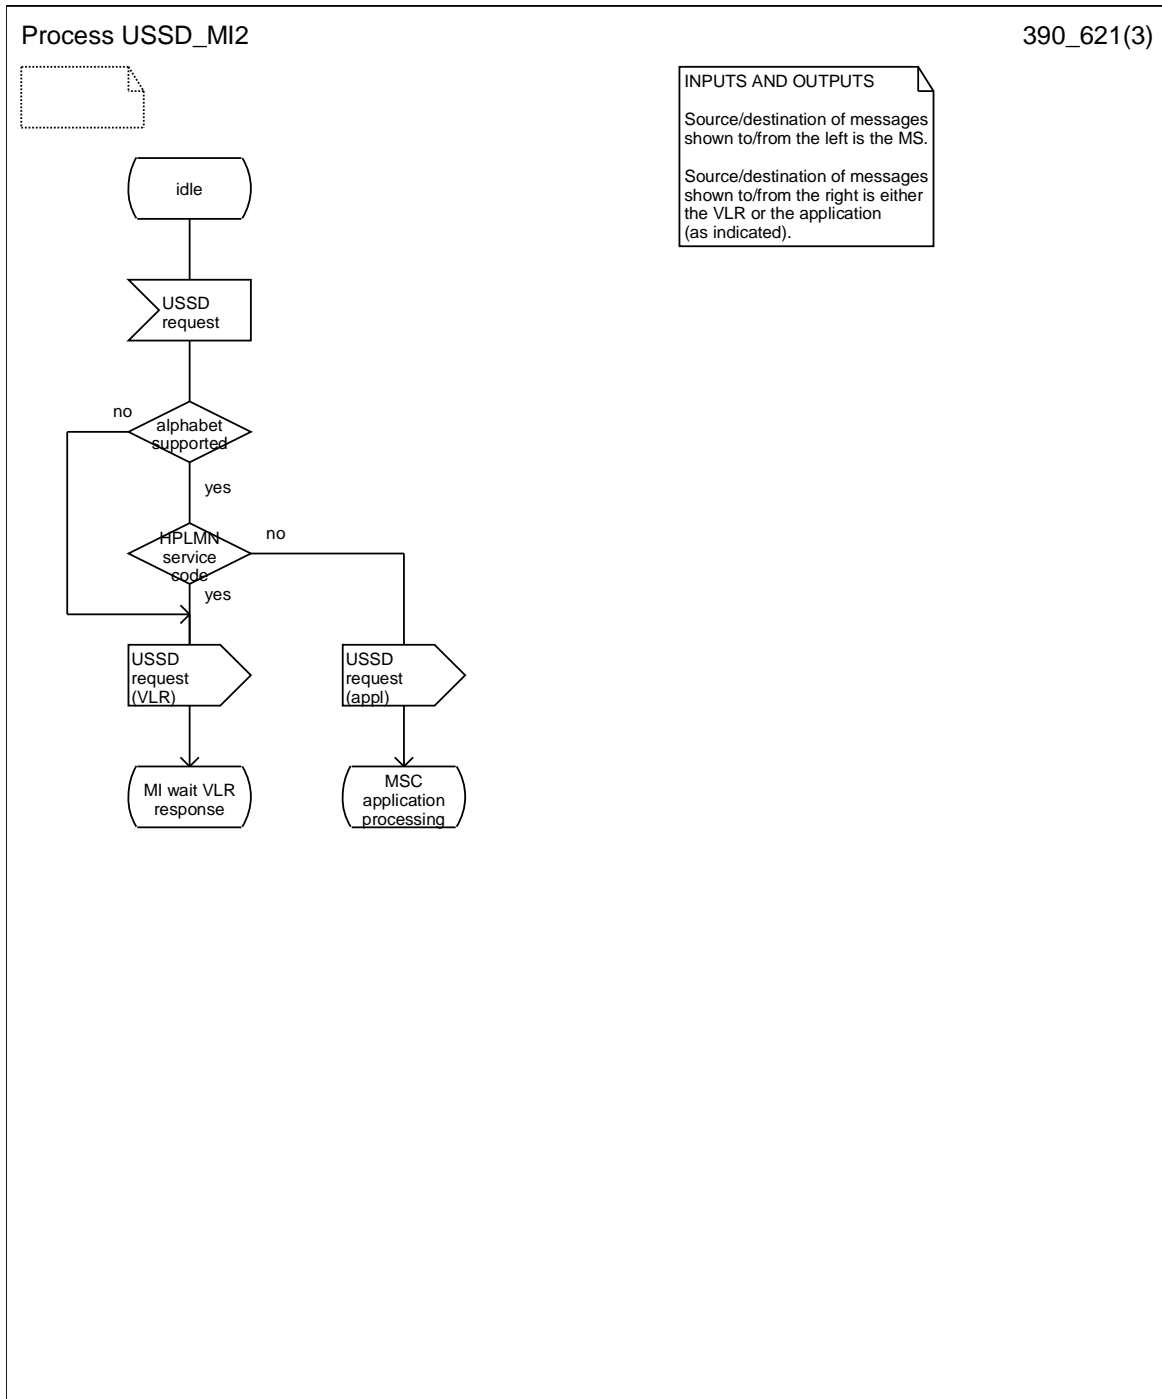 Process USSD_MI2
390_621(3)
INPUTS AND OUTPUTS
Source/destination of messages
shown to/from the left is the MS.
Source/destination of messages
shown to/from the right is either
the VLR or the application
(as indicated).
idle
USSD
request
no
alphabet
supported
yes
HPLMN
service
code
no
yes
USSD
request
(VLR)
USSD
request
(appl)
MI wait VLR
response
MSC
application
processing